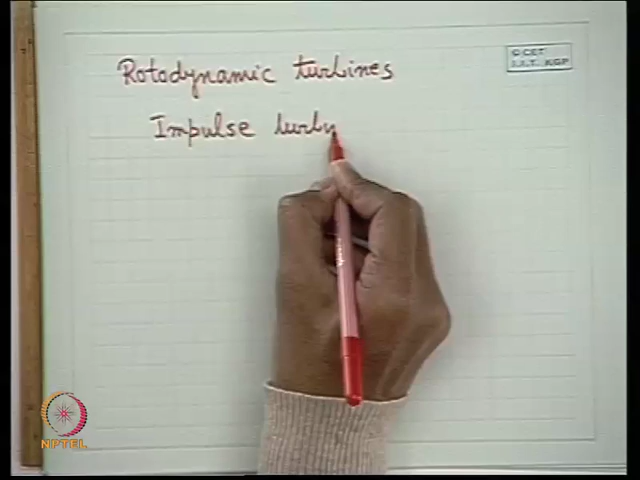 Rotodynamic turbines
© CET
I.I.T. KGP
Impulse turb
NPTEL